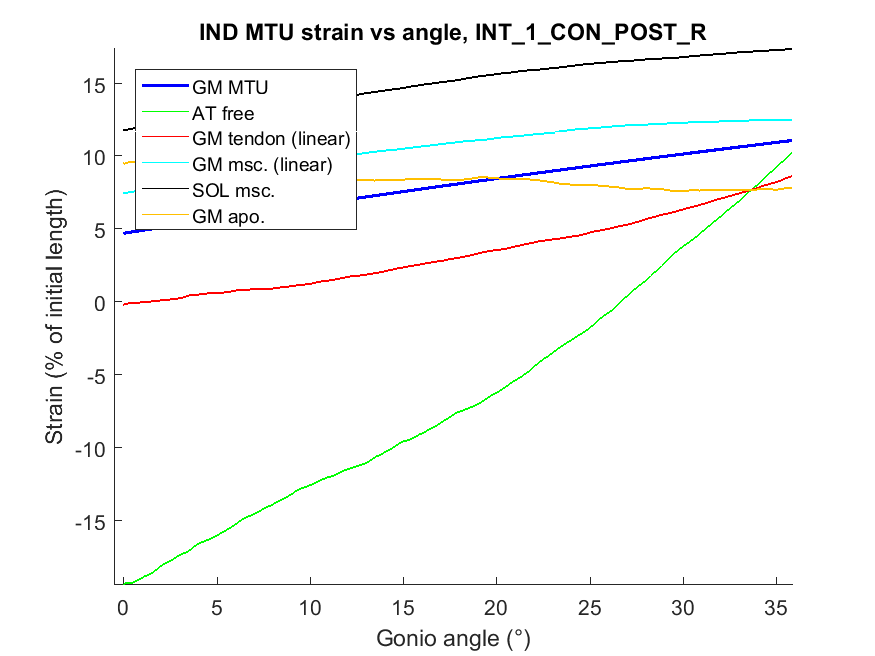 IND MTU strain vs angle, INT_1_CON_POST_R
GM MTU
AT free
GM tendon (linear)
GM msc. (linear)
SOL msc.
GM apo.
Strain (% of initial length)
15
10
5
0
-5
-10
-15
0 5 10 15 20 25 30 35
Gonio angle (°)